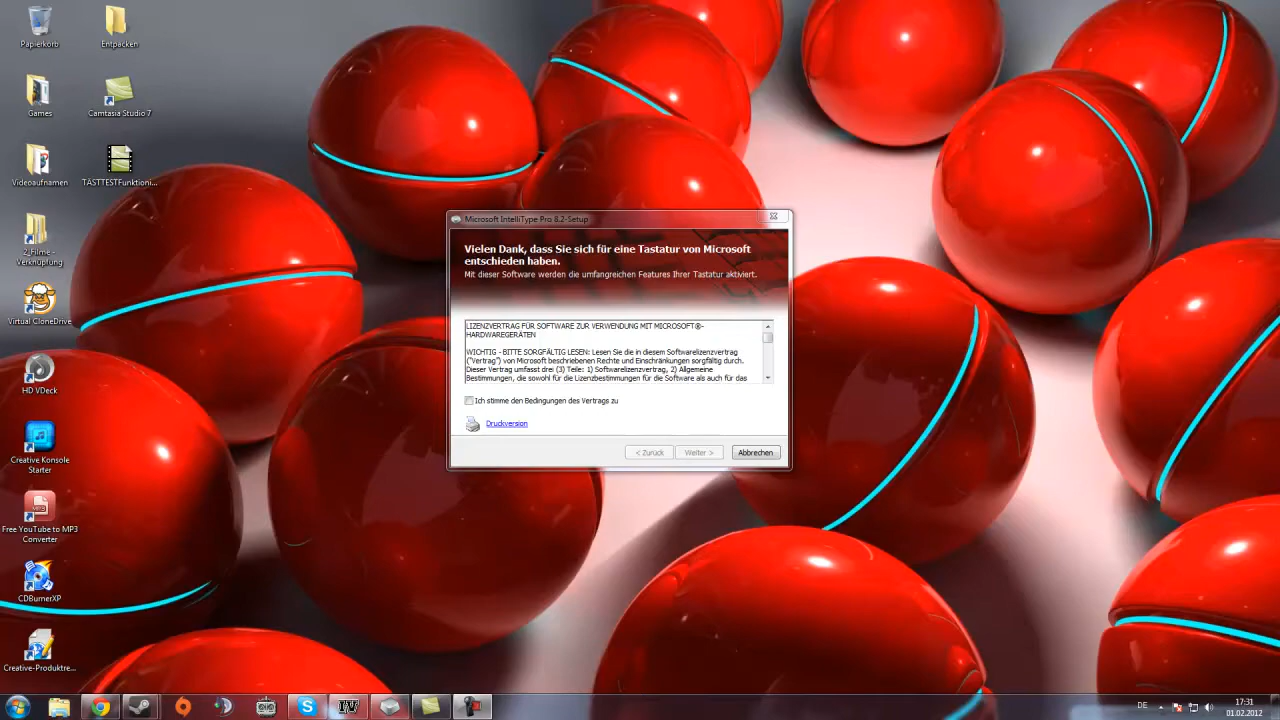 Papierkorb
Entpacken
Games
Camtasia Studio 7
Videoaufnamen
TÄSTTESTFunktioni...
2_Filme -
Verknüpfung
Virtual CloneDrive
HD VDeck
Creative Konsole
Starter
Free YouTube to MP3
Converter
CDBurnerXP
Creative-Produktre...
Microsoft IntelliType Pro 8.2-Setup
Vielen Dank, dass Sie sich für eine Tastatur von Microsoft
entschieden haben.
Mit dieser Software werden die umfangreichen Features Ihrer Tastatur aktiviert.
LIZENZVERTRAG FÜR SOFTWARE ZUR VERWENDUNG MIT MICROSOFT®-
HARDWAREGERÄTEN
WICHTIG - BITTE SORGFÄLTIG LESEN: Lesen Sie die in diesem Softwarelizenzvertrag
("Vertrag") von Microsoft beschriebenen Rechte und Einschränkungen sorgfältig durch.
Dieser Vertrag umfasst drei (3) Teile: 1) Softwarelizenzvertrag, 2) Allgemeine
Bestimmungen, die sowohl für die Lizenzbestimmungen für die Software als auch für das
Ich stimme den Bedingungen des Vertrags zu
Druckversion
< Zurück
Weiter >
Abbrechen
DE
17:31
01.02.2012